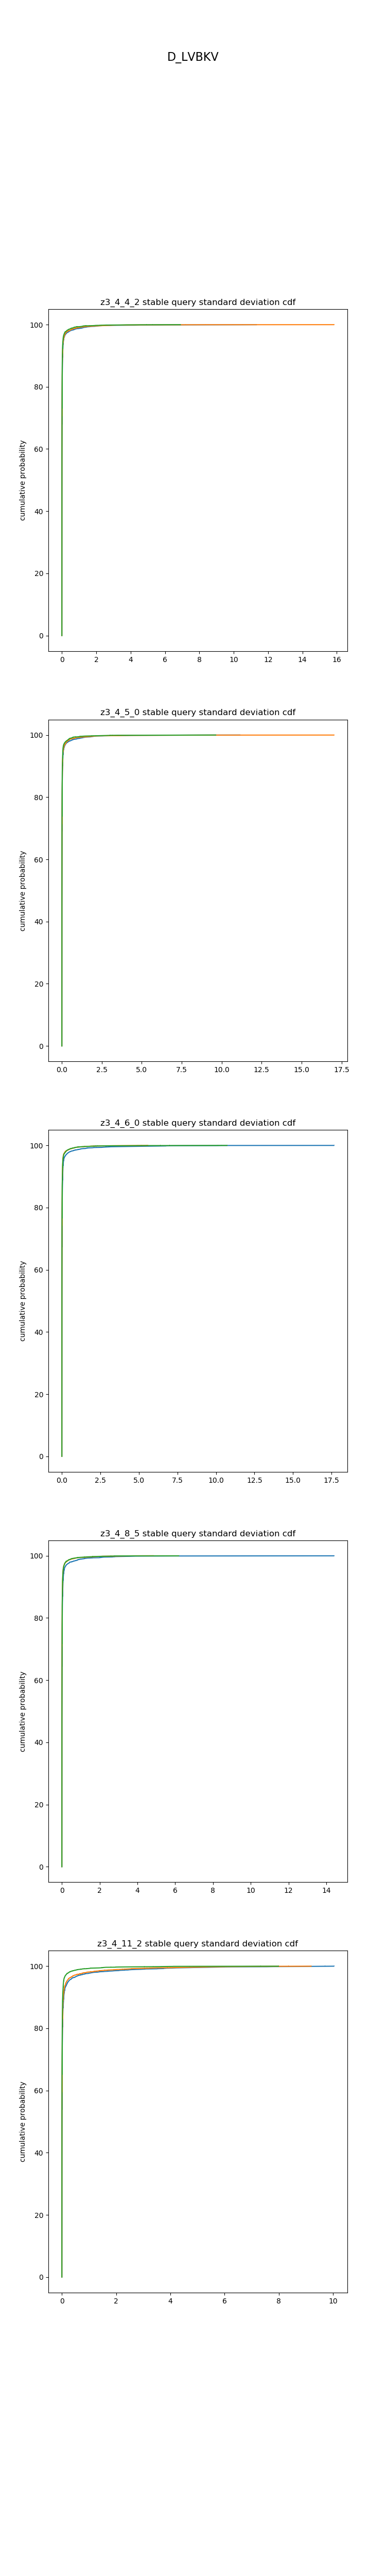 D_LVBKV
z3_4_4_2 stable query standard deviation cdf
100
80
60
40
20
0
cumulative probability
0 2 4 6 8 10 12 14 16
z3_4_5_0 stable query standard deviation cdf
100
80
60
40
20
0
cumulative probability
0.0 2.5 5.0 7.5 10.0 12.5 15.0 17.5
z3_4_6_0 stable query standard deviation cdf
100
80
60
40
20
0
cumulative probability
0.0 2.5 5.0 7.5 10.0 12.5 15.0 17.5
z3_4_8_5 stable query standard deviation cdf
100
80
60
40
20
0
cumulative probability
0 2 4 6 8 10 12 14
z3_4_11_2 stable query standard deviation cdf
100
80
60
40
20
0
cumulative probability
0 2 4 6 8 10